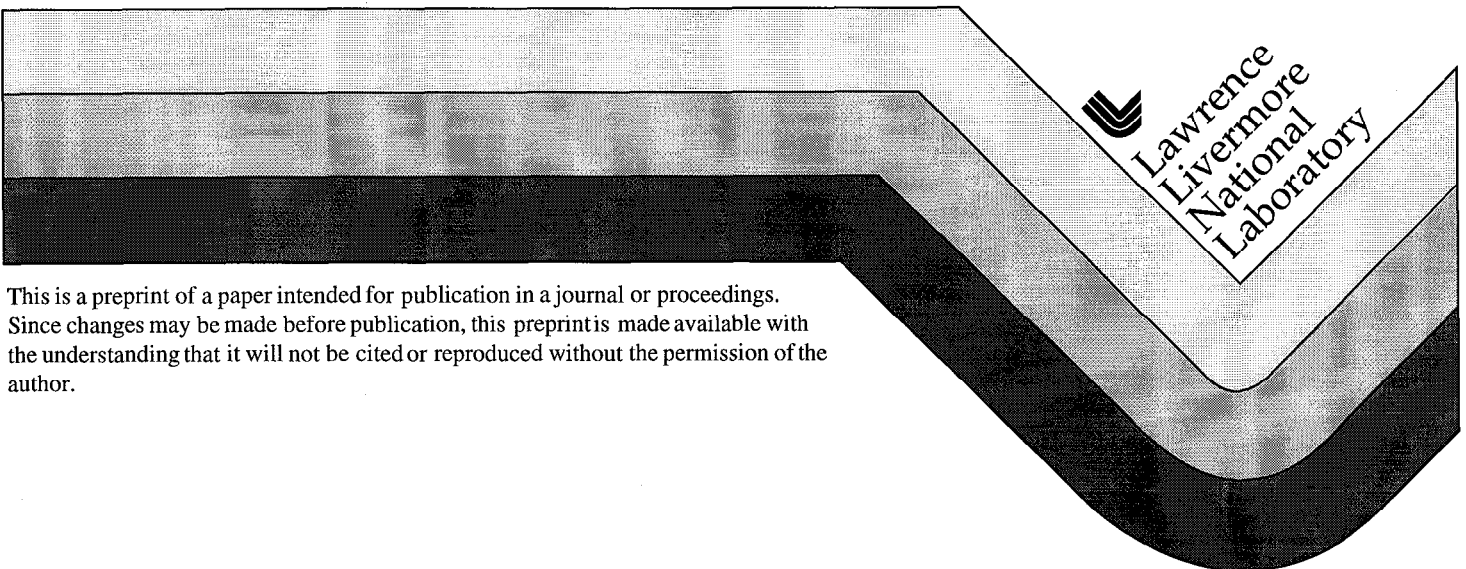 Lawrence
Livermore
National
Laboratory
This is a preprint of a paper intended for publication in a journal or proceedings.
Since changes may be made before publication, this preprint is made available with
the understanding that it will not be cited or reproduced without the permission of the
author.